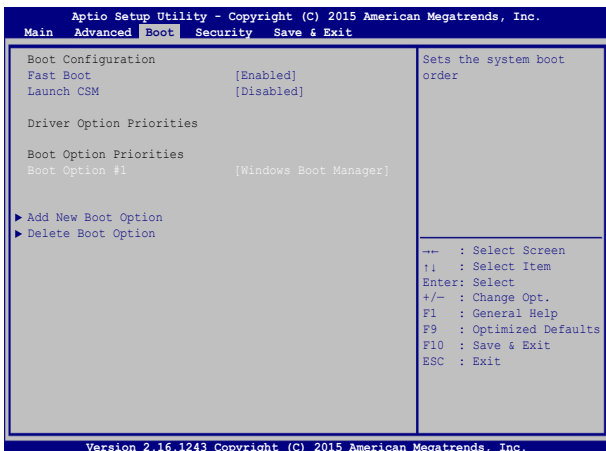 Aptio Setup Utility - Copyright (C) 2015 American Megatrends, Inc.
Main Advanced Boot Security Save & Exit
Boot Configuration
Fast Boot [Enabled]
Launch CSM [Disabled]
Driver Option Priorities
Boot Option Priorities
Boot Option #1 [Windows Boot Manager]
▶ Add New Boot Option
▶ Delete Boot Option
Sets the system boot
order
→← : Select Screen
↑↓ : Select Item
Enter: Select
+/— : Change Opt.
F1 : General Help
F9 : Optimized Defaults
F10 : Save & Exit
ESC : Exit
Version 2.16.1243 Copyright (C) 2015 American Megatrends, Inc.